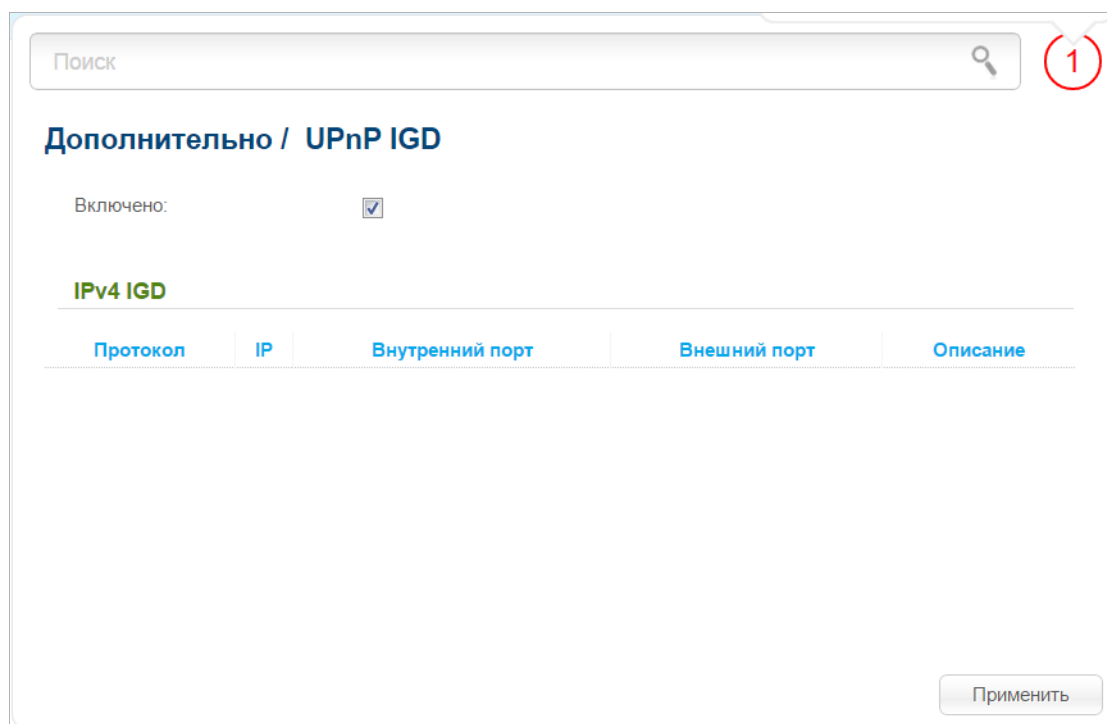 Поиск
1
Дополнительно / UPnP IGD
Включено:
IPv4 IGD
Протокол IP Внутренний порт Внешний порт Описание
Применить